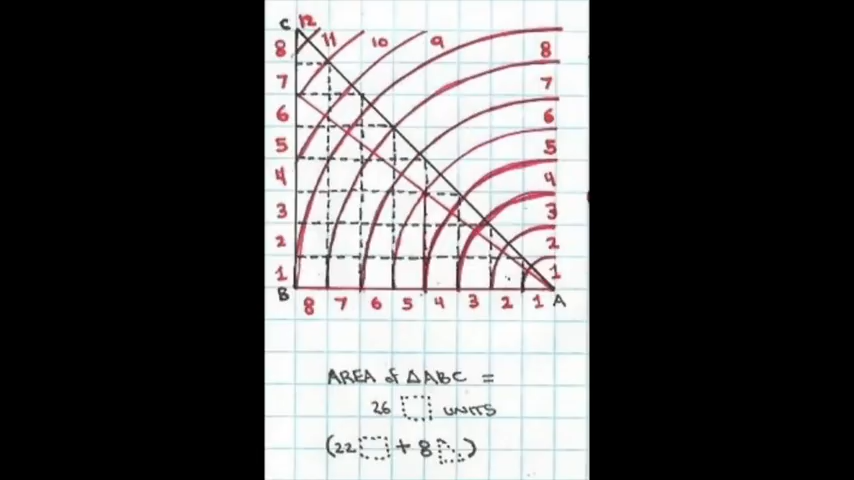 C 12
11 10 9
8 8
7 7
6 6
5 5
4 4
3 3
2 2
1 1
B A
8 7 6 5 4 3 2 1
AREA of ΔABC =
26 UNITS
(22 + 8 )